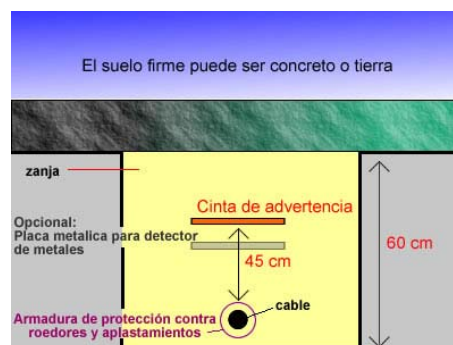 El suelo firme puede ser concreto o tierra
zanja
Cinta de advertencia
Opcional:
Placa metalica para detector
de metales
60 cm
45 cm
cable
Armadura de protección contra
roedores y aplastamientos